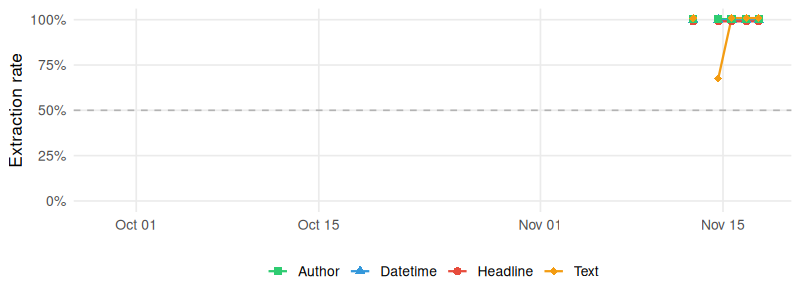 Extraction rate
100%
75%
50%
25%
0%
Oct 01 Oct 15 Nov 01 Nov 15
Author Datetime Headline Text